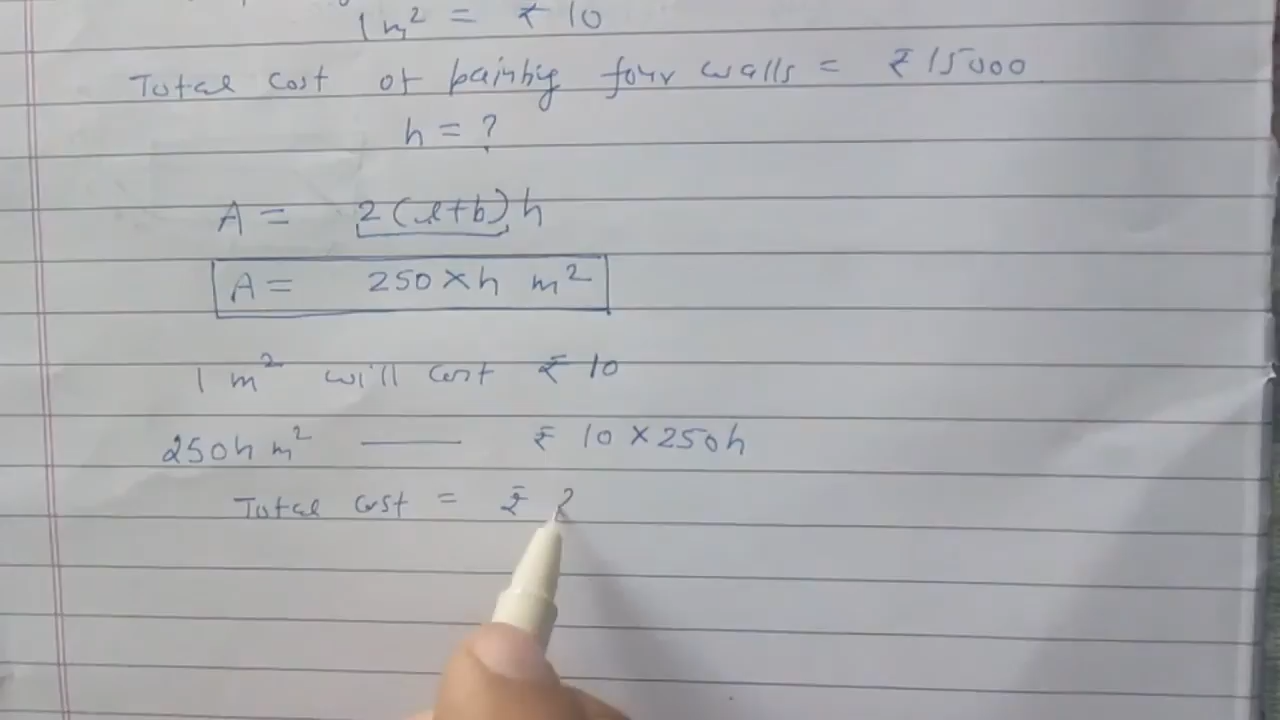 1 m² = ₹ 10
Total cost of painting four walls = ₹ 15000
h = ?
A = 2(l+b)h
A = 250×h m²
1 m² will cost ₹ 10
250h m² — ₹ 10×250h
Total cost = ₹ 2